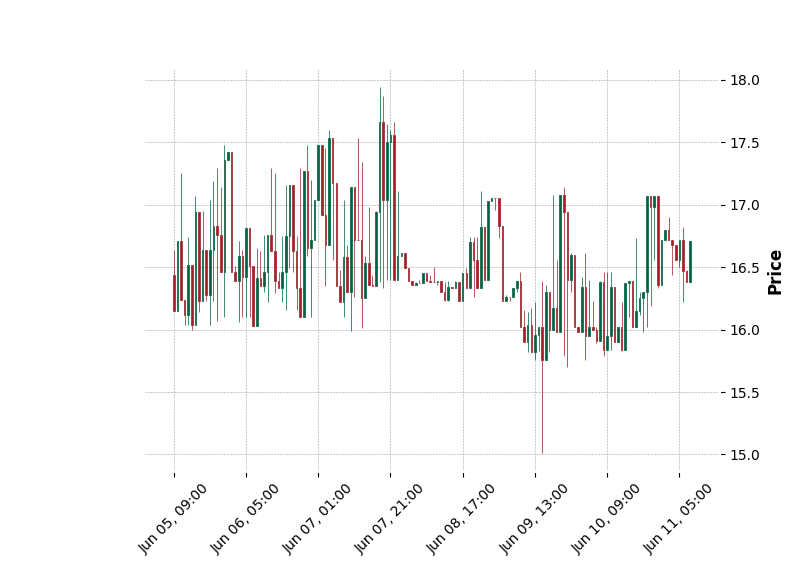 18.0
17.5
17.0
16.5
16.0
15.5
15.0
Price
Jun 05, 09:00
Jun 06, 05:00
Jun 07, 01:00
Jun 07, 21:00
Jun 08, 17:00
Jun 09, 13:00
Jun 10, 09:00
Jun 11, 05:00